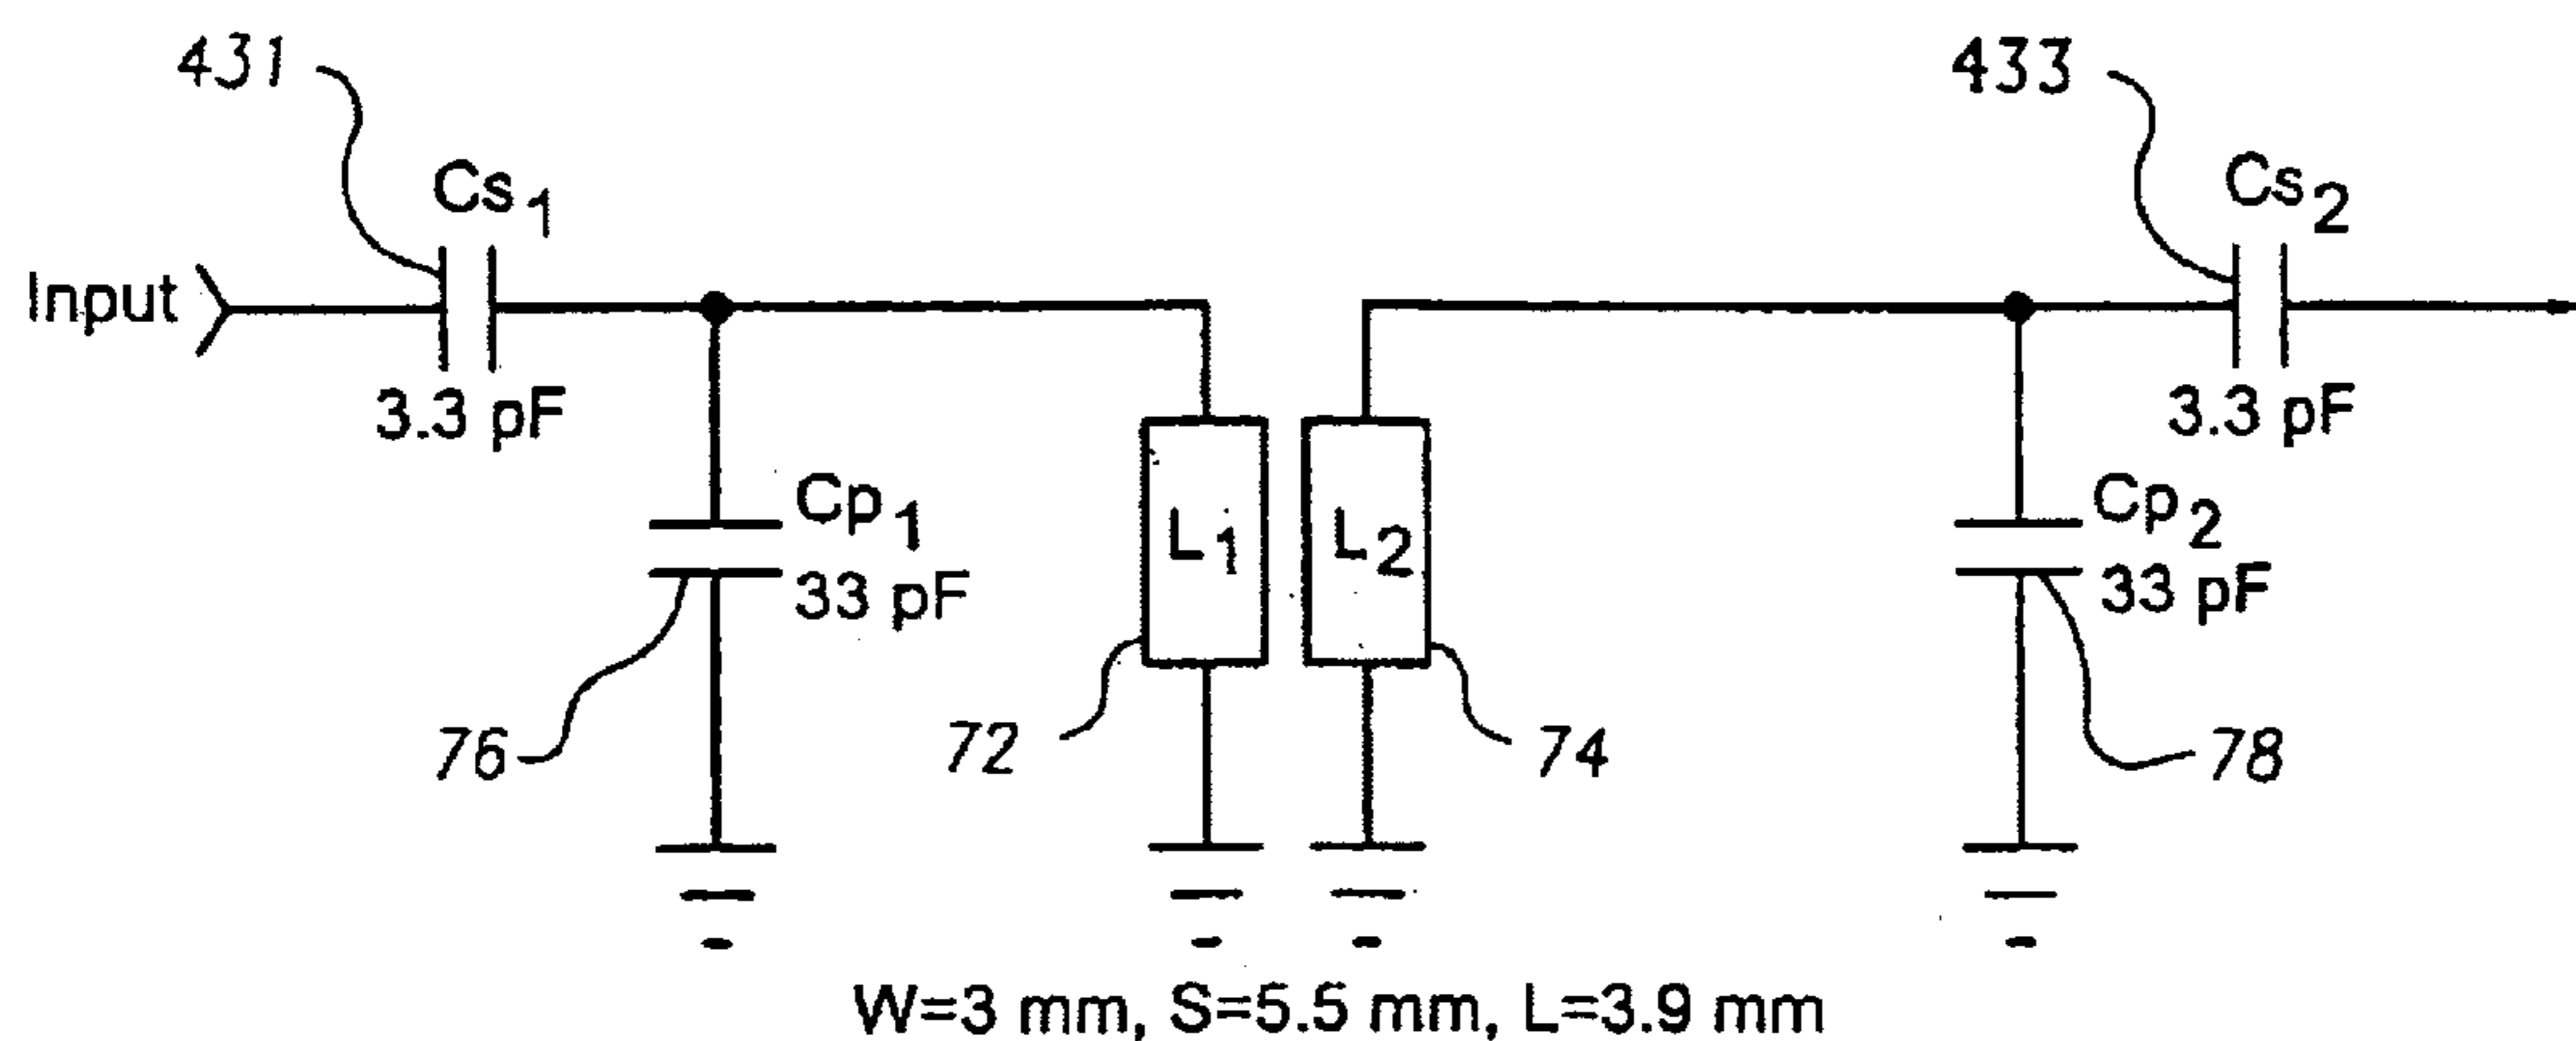 431
433
Cs1
Cs2
Input
3.3 pF
3.3 pF
Cp1
33 pF
L1
L2
Cp2
33 pF
76
72
74
78
W=3 mm, S=5.5 mm, L=3.9 mm